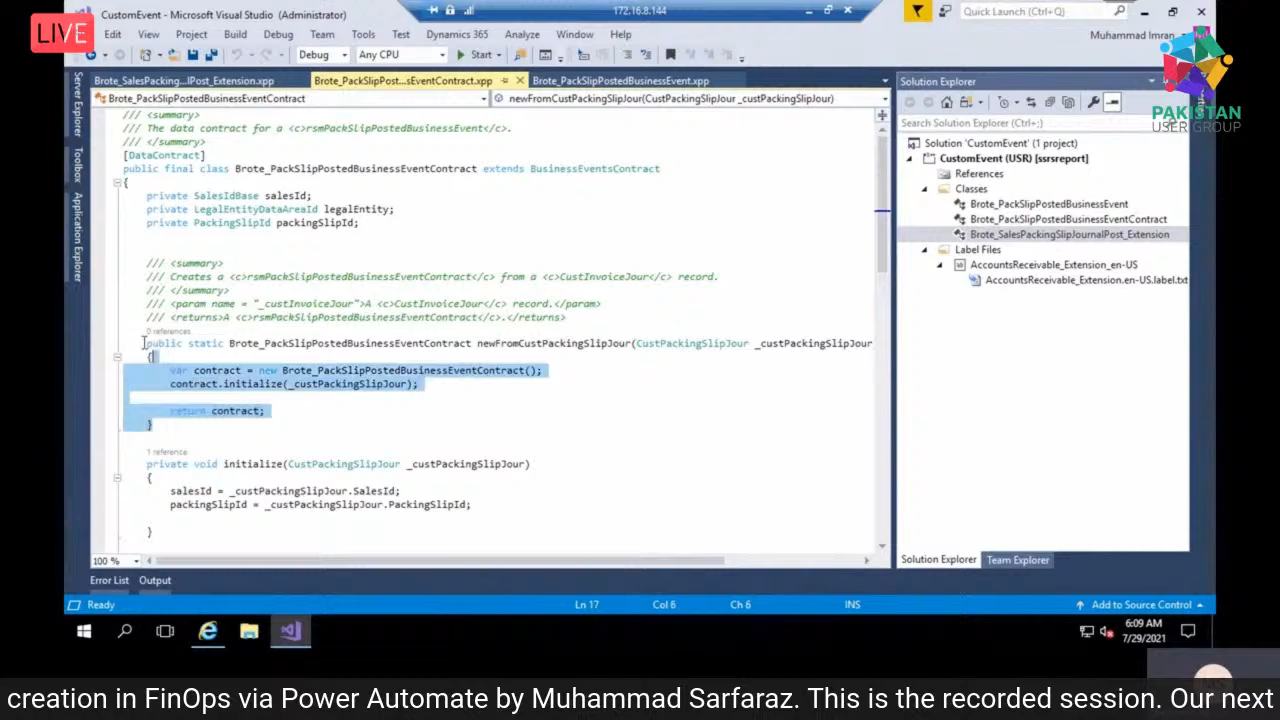 LIVE
CustomEvent - Microsoft Visual Studio (Administrator)
172.16.8.144
Quick Launch (Ctrl+Q)
Edit View Project Build Debug Team Tools Test Dynamics 365 Analyze Window Help
Muhammad Imran
Debug Any CPU Start
PAKISTAN
USER GROUP
Server Explorer
Toolbox
Application Explorer
Brote_SalesPacking...lPost_Extension.xpp Brote_PackSlipPost...sEventContract.xpp Brote_PackSlipPostedBusinessEvent.xpp
Brote_PackSlipPostedBusinessEventContract newFromCustPackingSlipJour(CustPackingSlipJour _custPackingSlipJour)
/// <summary>
/// The data contract for a <c>rsmPackSlipPostedBusinessEvent</c>.
/// </summary>
[DataContract]
public final class Brote_PackSlipPostedBusinessEventContract extends BusinessEventsContract
{
private SalesIdBase salesId;
private LegalEntityDataAreaId legalEntity;
private PackingSlipId packingSlipId;
/// <summary>
/// Creates a <c>rsmPackSlipPostedBusinessEventContract</c> from a <c>CustInvoiceJour</c> record.
/// </summary>
/// <param name = "_custInvoiceJour">A <c>CustInvoiceJour</c> record.</param>
/// <returns>A <c>rsmPackSlipPostedBusinessEventContract</c>.</returns>
0 references
public static Brote_PackSlipPostedBusinessEventContract newFromCustPackingSlipJour(CustPackingSlipJour _custPackingSlipJour
{
var contract = new Brote_PackSlipPostedBusinessEventContract();
contract.initialize(_custPackingSlipJour);
return contract;
}
1 reference
private void initialize(CustPackingSlipJour _custPackingSlipJour)
{
salesId = _custPackingSlipJour.SalesId;
packingSlipId = _custPackingSlipJour.PackingSlipId;
}
100 %
Solution Explorer
Search Solution Explorer (Ctrl+;)
Solution 'CustomEvent' (1 project)
CustomEvent (USR) [ssrsreport]
References
Classes
Brote_PackSlipPostedBusinessEvent
Brote_PackSlipPostedBusinessEventContract
Brote_SalesPackingSlipJournalPost_Extension
Label Files
AccountsReceivable_Extension_en-US
AccountsReceivable_Extension.en-US.label.txt
Solution Explorer Team Explorer
Error List Output
Ready Ln 17 Col 6 Ch 6 INS Add to Source Control
6:09 AM
7/29/2021
creation in FinOps via Power Automate by Muhammad Sarfaraz. This is the recorded session. Our next